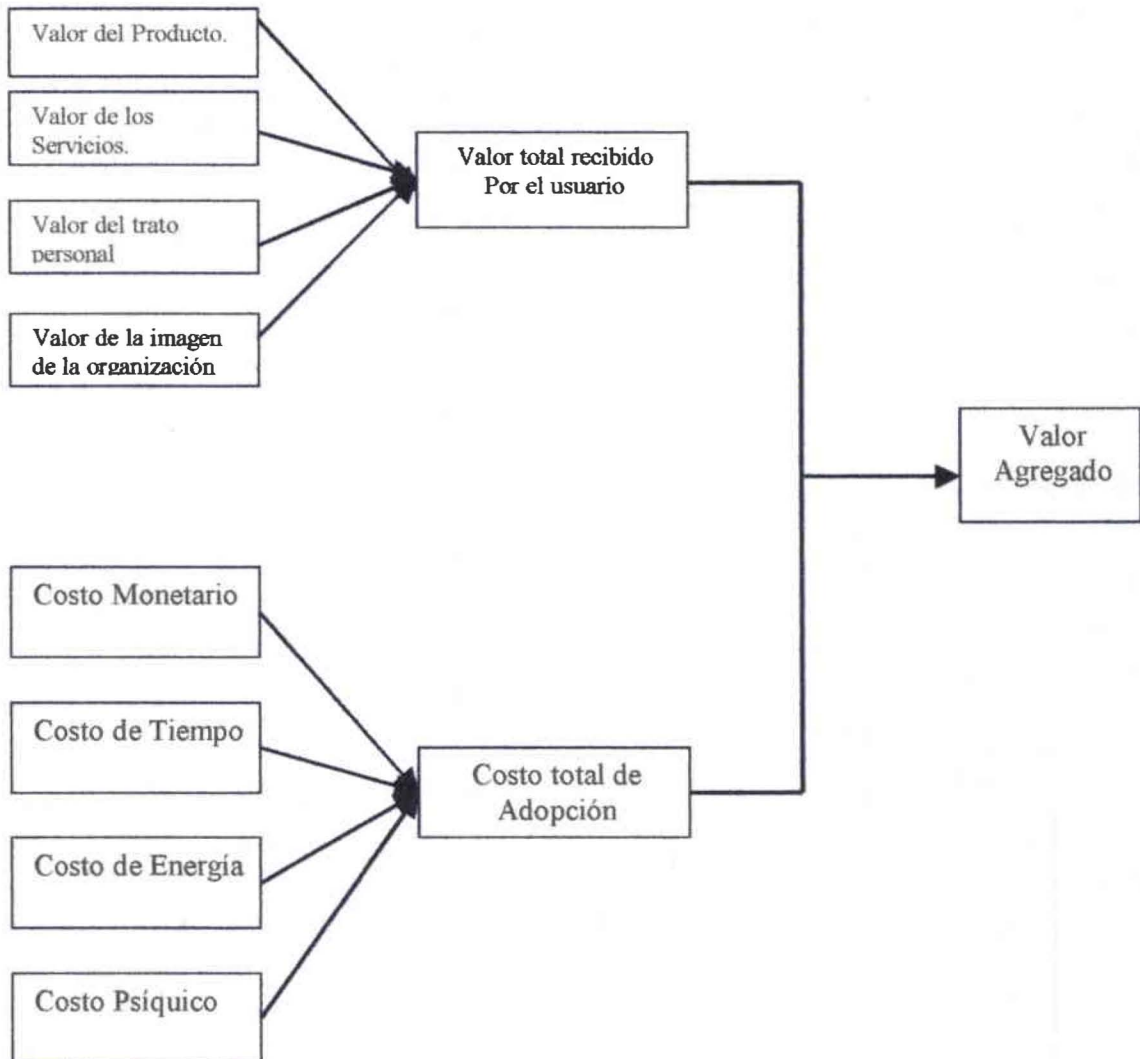 Valor del Producto.
Valor de los
Servicios.
Valor del trato
personal
Valor de la imagen
de la organización
Valor total recibido
Por el usuario
Valor
Agregado
Costo Monetario
Costo de Tiempo
Costo de Energía
Costo Psíquico
Costo total de
Adopción